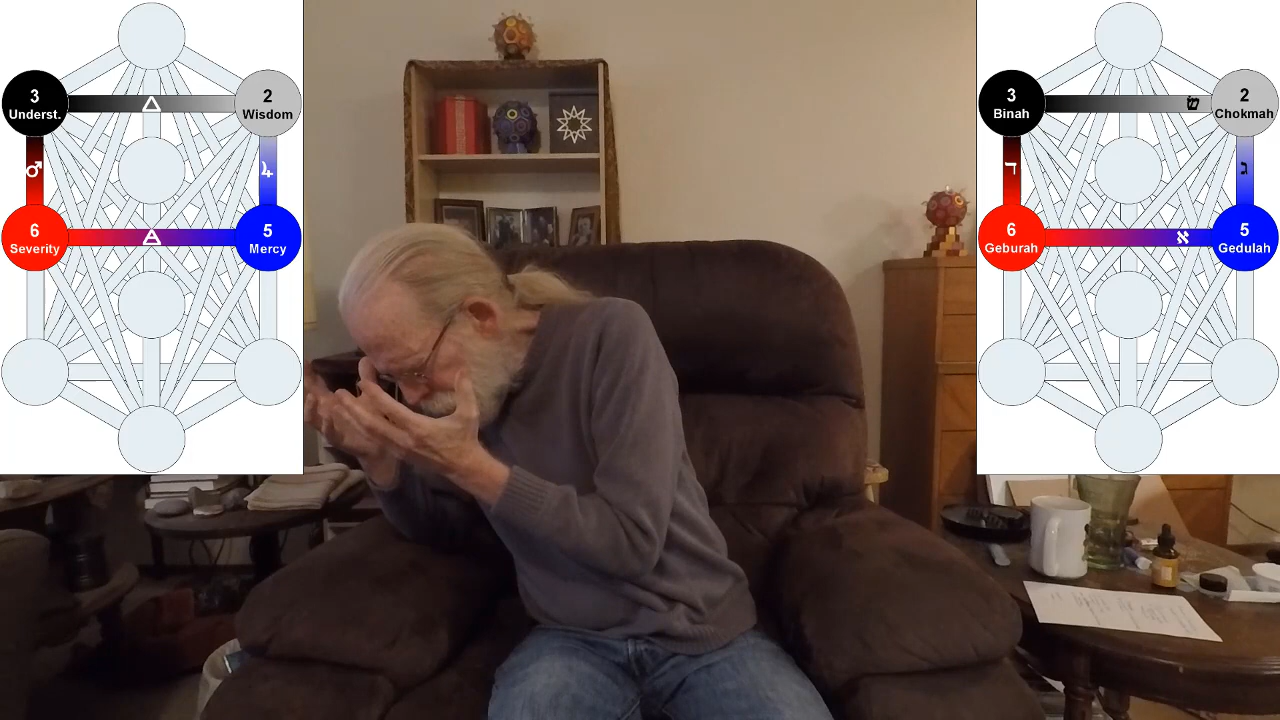 3
Underst.
△
2
Wisdom
♂
♃
6
Severity
🜁
5
Mercy
3
Binah
ש
2
Chokmah
ד
ג
6
Geburah
א
5
Gedulah